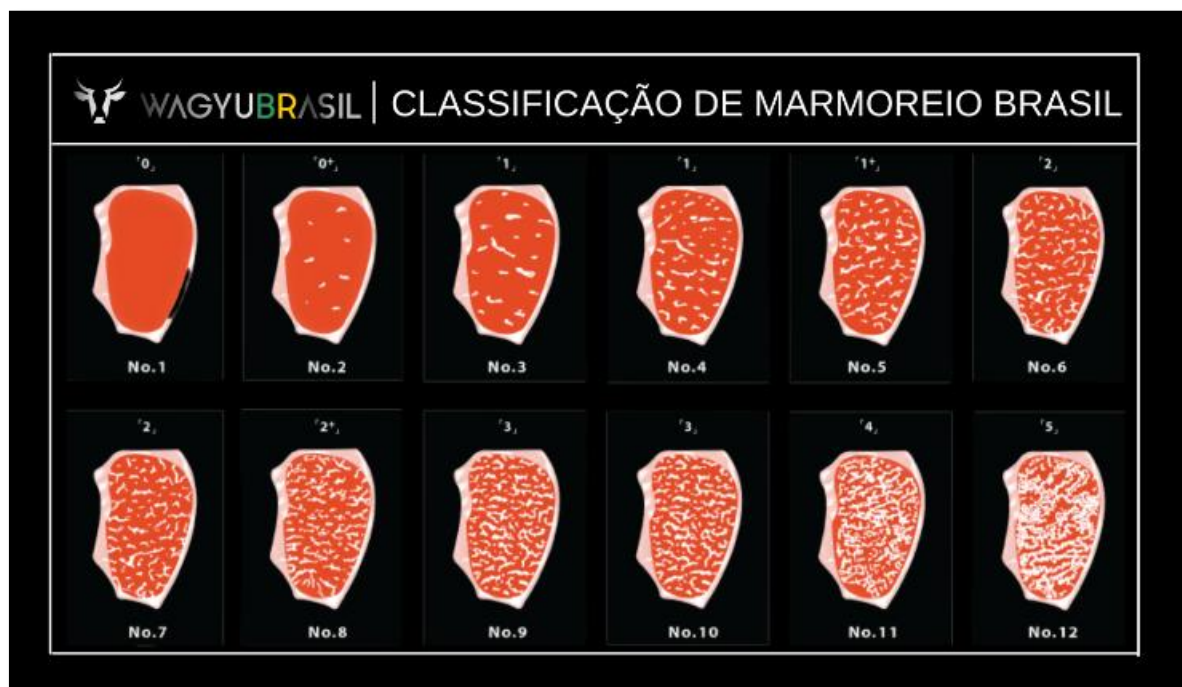 WAGYUBRASIL | CLASSIFICAÇÃO DE MARMOREIO BRASIL
「0」 「0⁺」 「1」 「1」 「1⁺」 「2」
No.1 No.2 No.3 No.4 No.5 No.6
「2」 「2⁺」 「3」 「3」 「4」 「5」
No.7 No.8 No.9 No.10 No.11 No.12